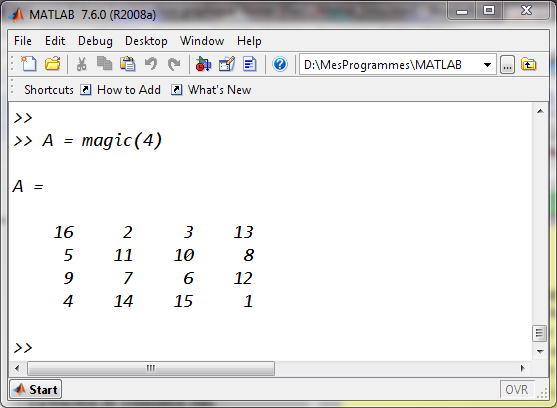 MATLAB 7.6.0 (R2008a)
File Edit Debug Desktop Window Help
D:\MesProgrammes\MATLAB ...
Shortcuts How to Add What's New
>>
>> A = magic(4)
A =
16 2 3 13
5 11 10 8
9 7 6 12
4 14 15 1
>>
Start OVR